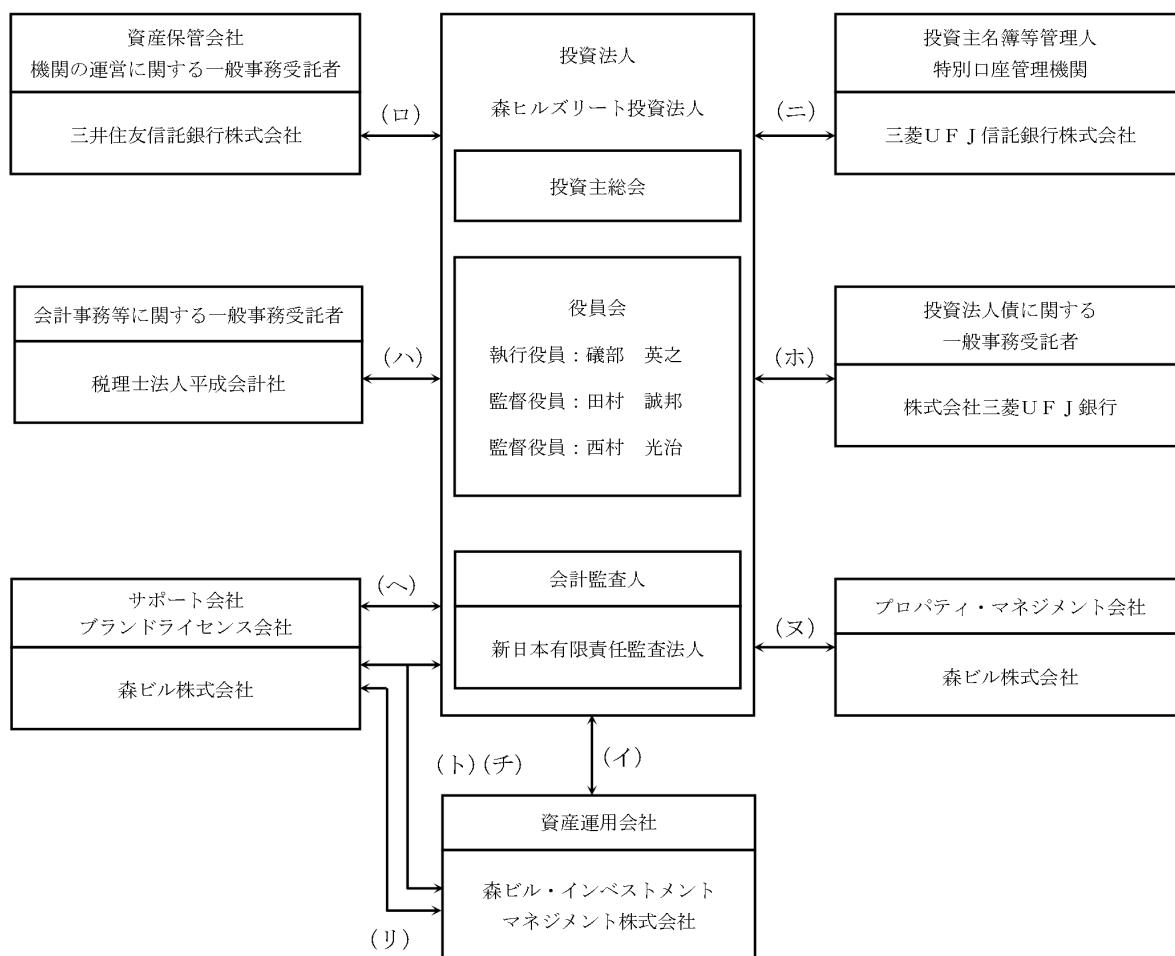 資産保管会社
機関の運営に関する一般事務受託者
三井住友信託銀行株式会社
(ロ)
投資法人
森ヒルズリート投資法人
投資主総会
(ニ)
投資主名簿等管理人
特別口座管理機関
三菱UFJ信託銀行株式会社
会計事務等に関する一般事務受託者
税理士法人平成会計社
(ハ)
役員会
執行役員:礒部 英之
監督役員:田村 誠邦
監督役員:西村 光治
(ホ)
投資法人債に関する
一般事務受託者
株式会社三菱UFJ銀行
サポート会社
ブランドライセンス会社
森ビル株式会社
(ヘ)
会計監査人
新日本有限責任監査法人
(ヌ)
プロパティ・マネジメント会社
森ビル株式会社
(ト)(チ)
(イ)
資産運用会社
森ビル・インベストメント
マネジメント株式会社
(リ)